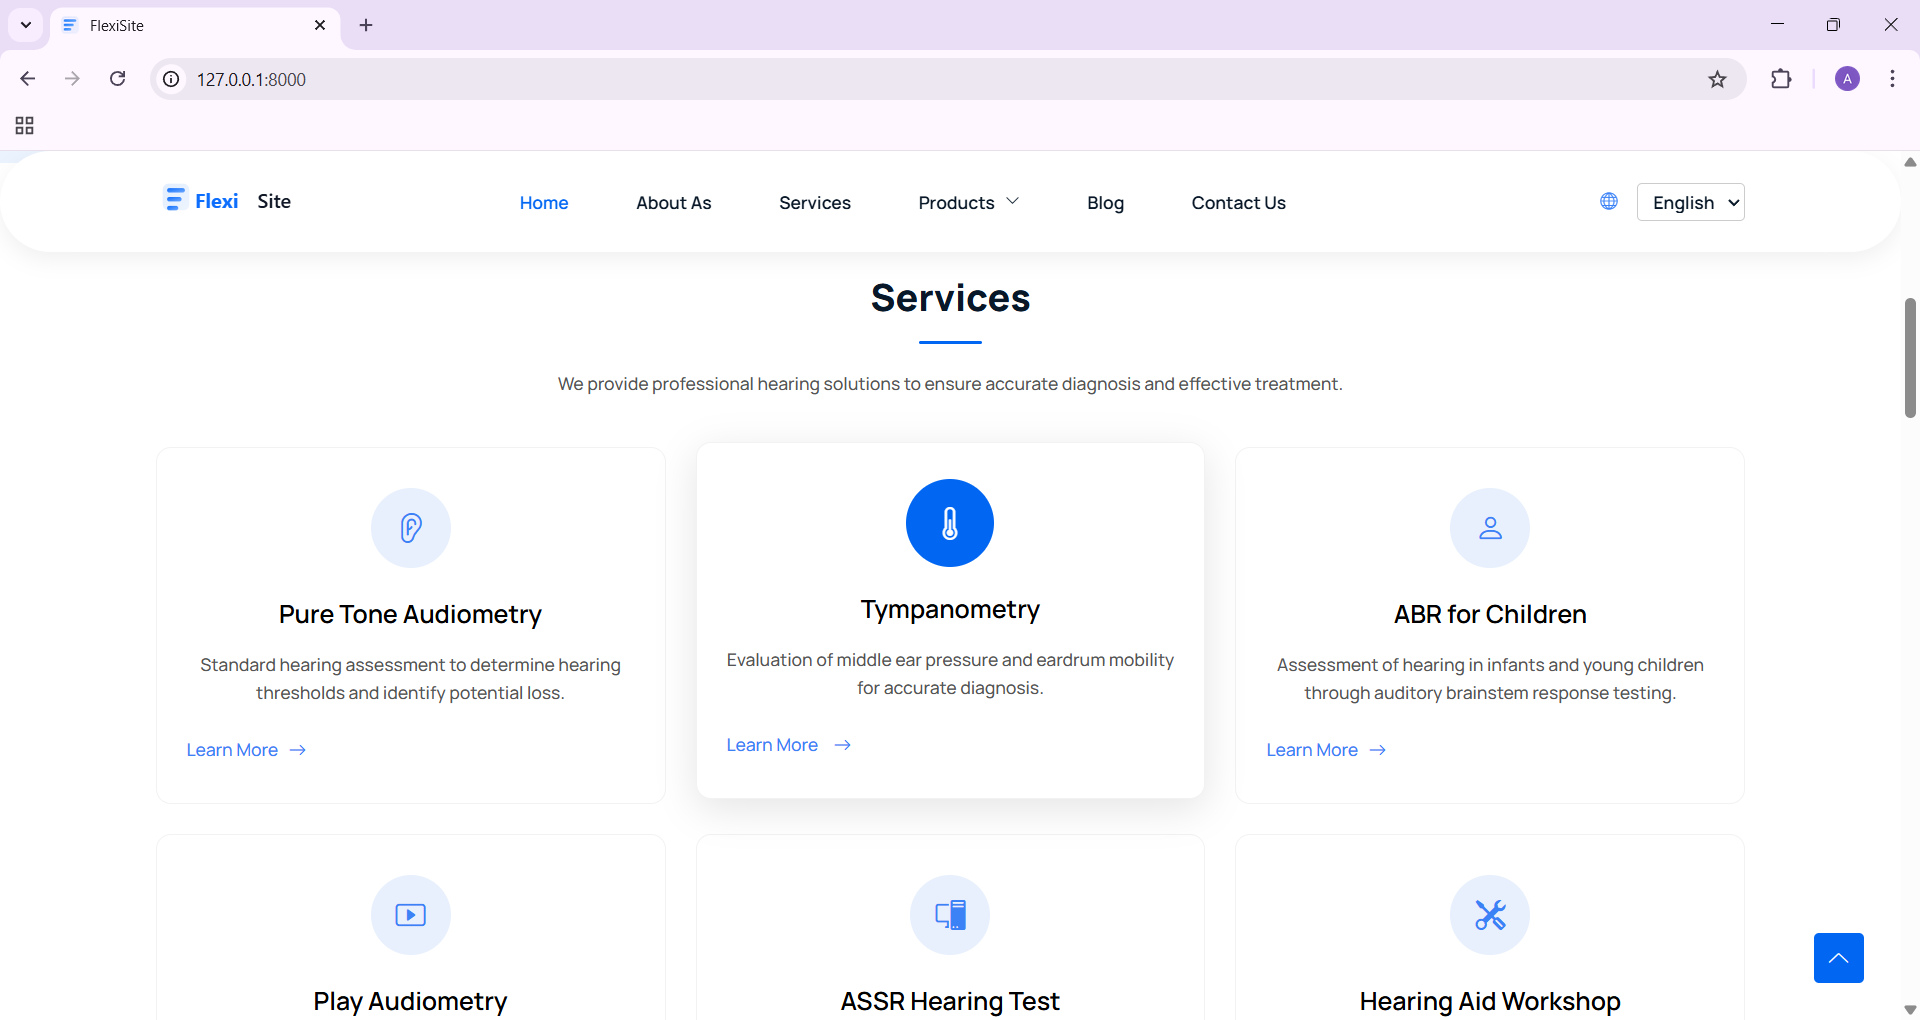 FlexiSite
127.0.0.1:8000
A
Flexi Site
Home
About As
Services
Products
Blog
Contact Us
English
Services
We provide professional hearing solutions to ensure accurate diagnosis and effective treatment.
Pure Tone Audiometry
Standard hearing assessment to determine hearing
thresholds and identify potential loss.
Learn More
Tympanometry
Evaluation of middle ear pressure and eardrum mobility
for accurate diagnosis.
Learn More
ABR for Children
Assessment of hearing in infants and young children
through auditory brainstem response testing.
Learn More
Play Audiometry
ASSR Hearing Test
Hearing Aid Workshop